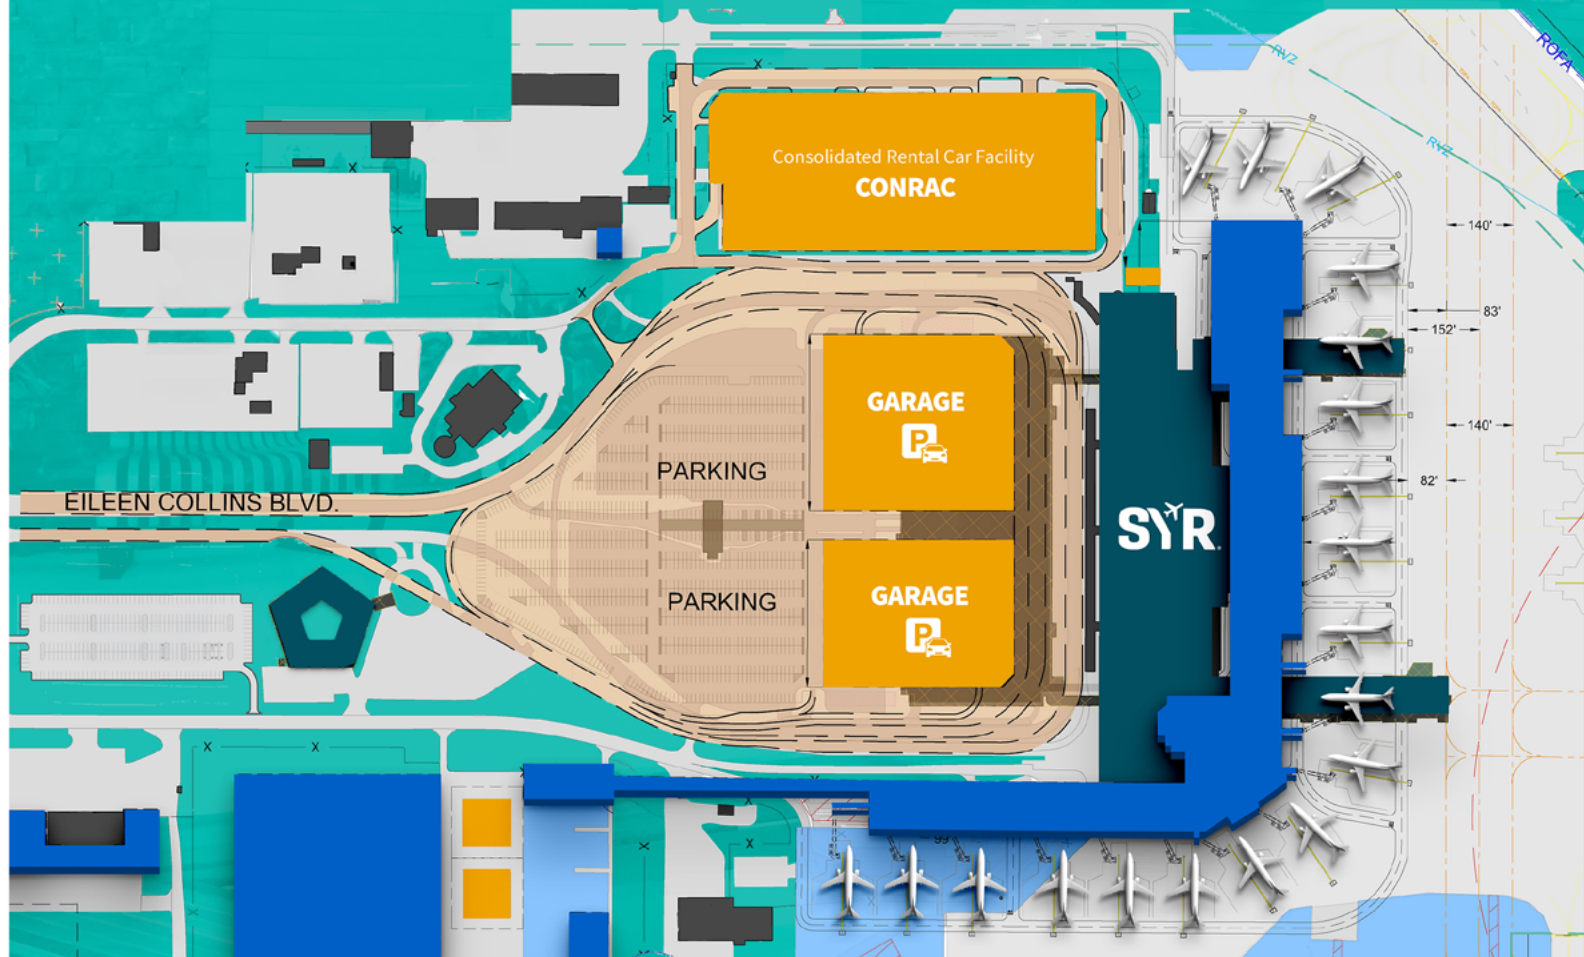 ROFA
RVZ
RVZ
Consolidated Rental Car Facility
CONRAC
140'
83'
152'
GARAGE
P
140'
PARKING
82'
EILEEN COLLINS BLVD.
SYR
GARAGE
P
PARKING
99'